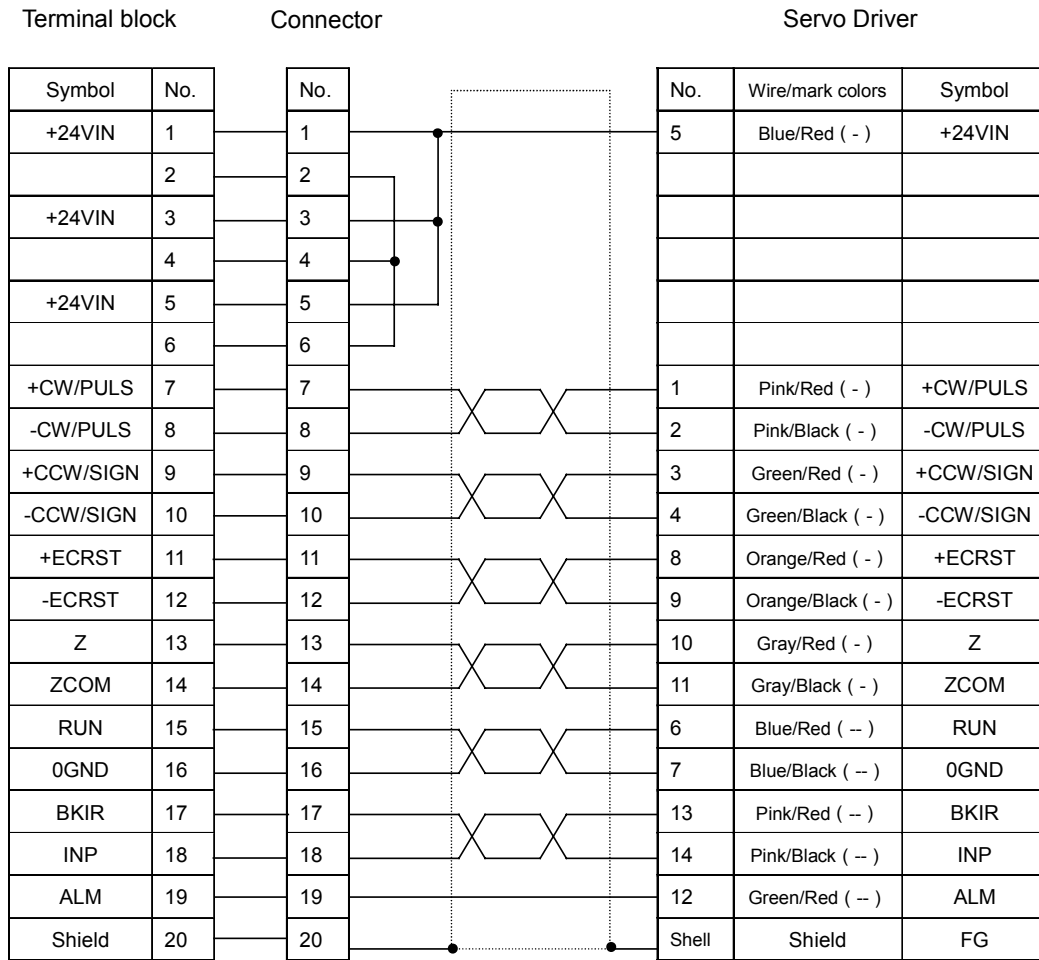 Terminal block Connector Servo Driver
Symbol No. No. No. Wire/mark colors Symbol
+24VIN 1 1 5 Blue/Red ( - ) +24VIN
2 2
+24VIN 3 3
4 4
+24VIN 5 5
6 6
+CW/PULS 7 7 1 Pink/Red ( - ) +CW/PULS
-CW/PULS 8 8 2 Pink/Black ( - ) -CW/PULS
+CCW/SIGN 9 9 3 Green/Red ( - ) +CCW/SIGN
-CCW/SIGN 10 10 4 Green/Black ( - ) -CCW/SIGN
+ECRST 11 11 8 Orange/Red ( - ) +ECRST
-ECRST 12 12 9 Orange/Black ( - ) -ECRST
Z 13 13 10 Gray/Red ( - ) Z
ZCOM 14 14 11 Gray/Black ( - ) ZCOM
RUN 15 15 6 Blue/Red ( -- ) RUN
0GND 16 16 7 Blue/Black ( -- ) 0GND
BKIR 17 17 13 Pink/Red ( -- ) BKIR
INP 18 18 14 Pink/Black ( -- ) INP
ALM 19 19 12 Green/Red ( -- ) ALM
Shield 20 20 Shell Shield FG